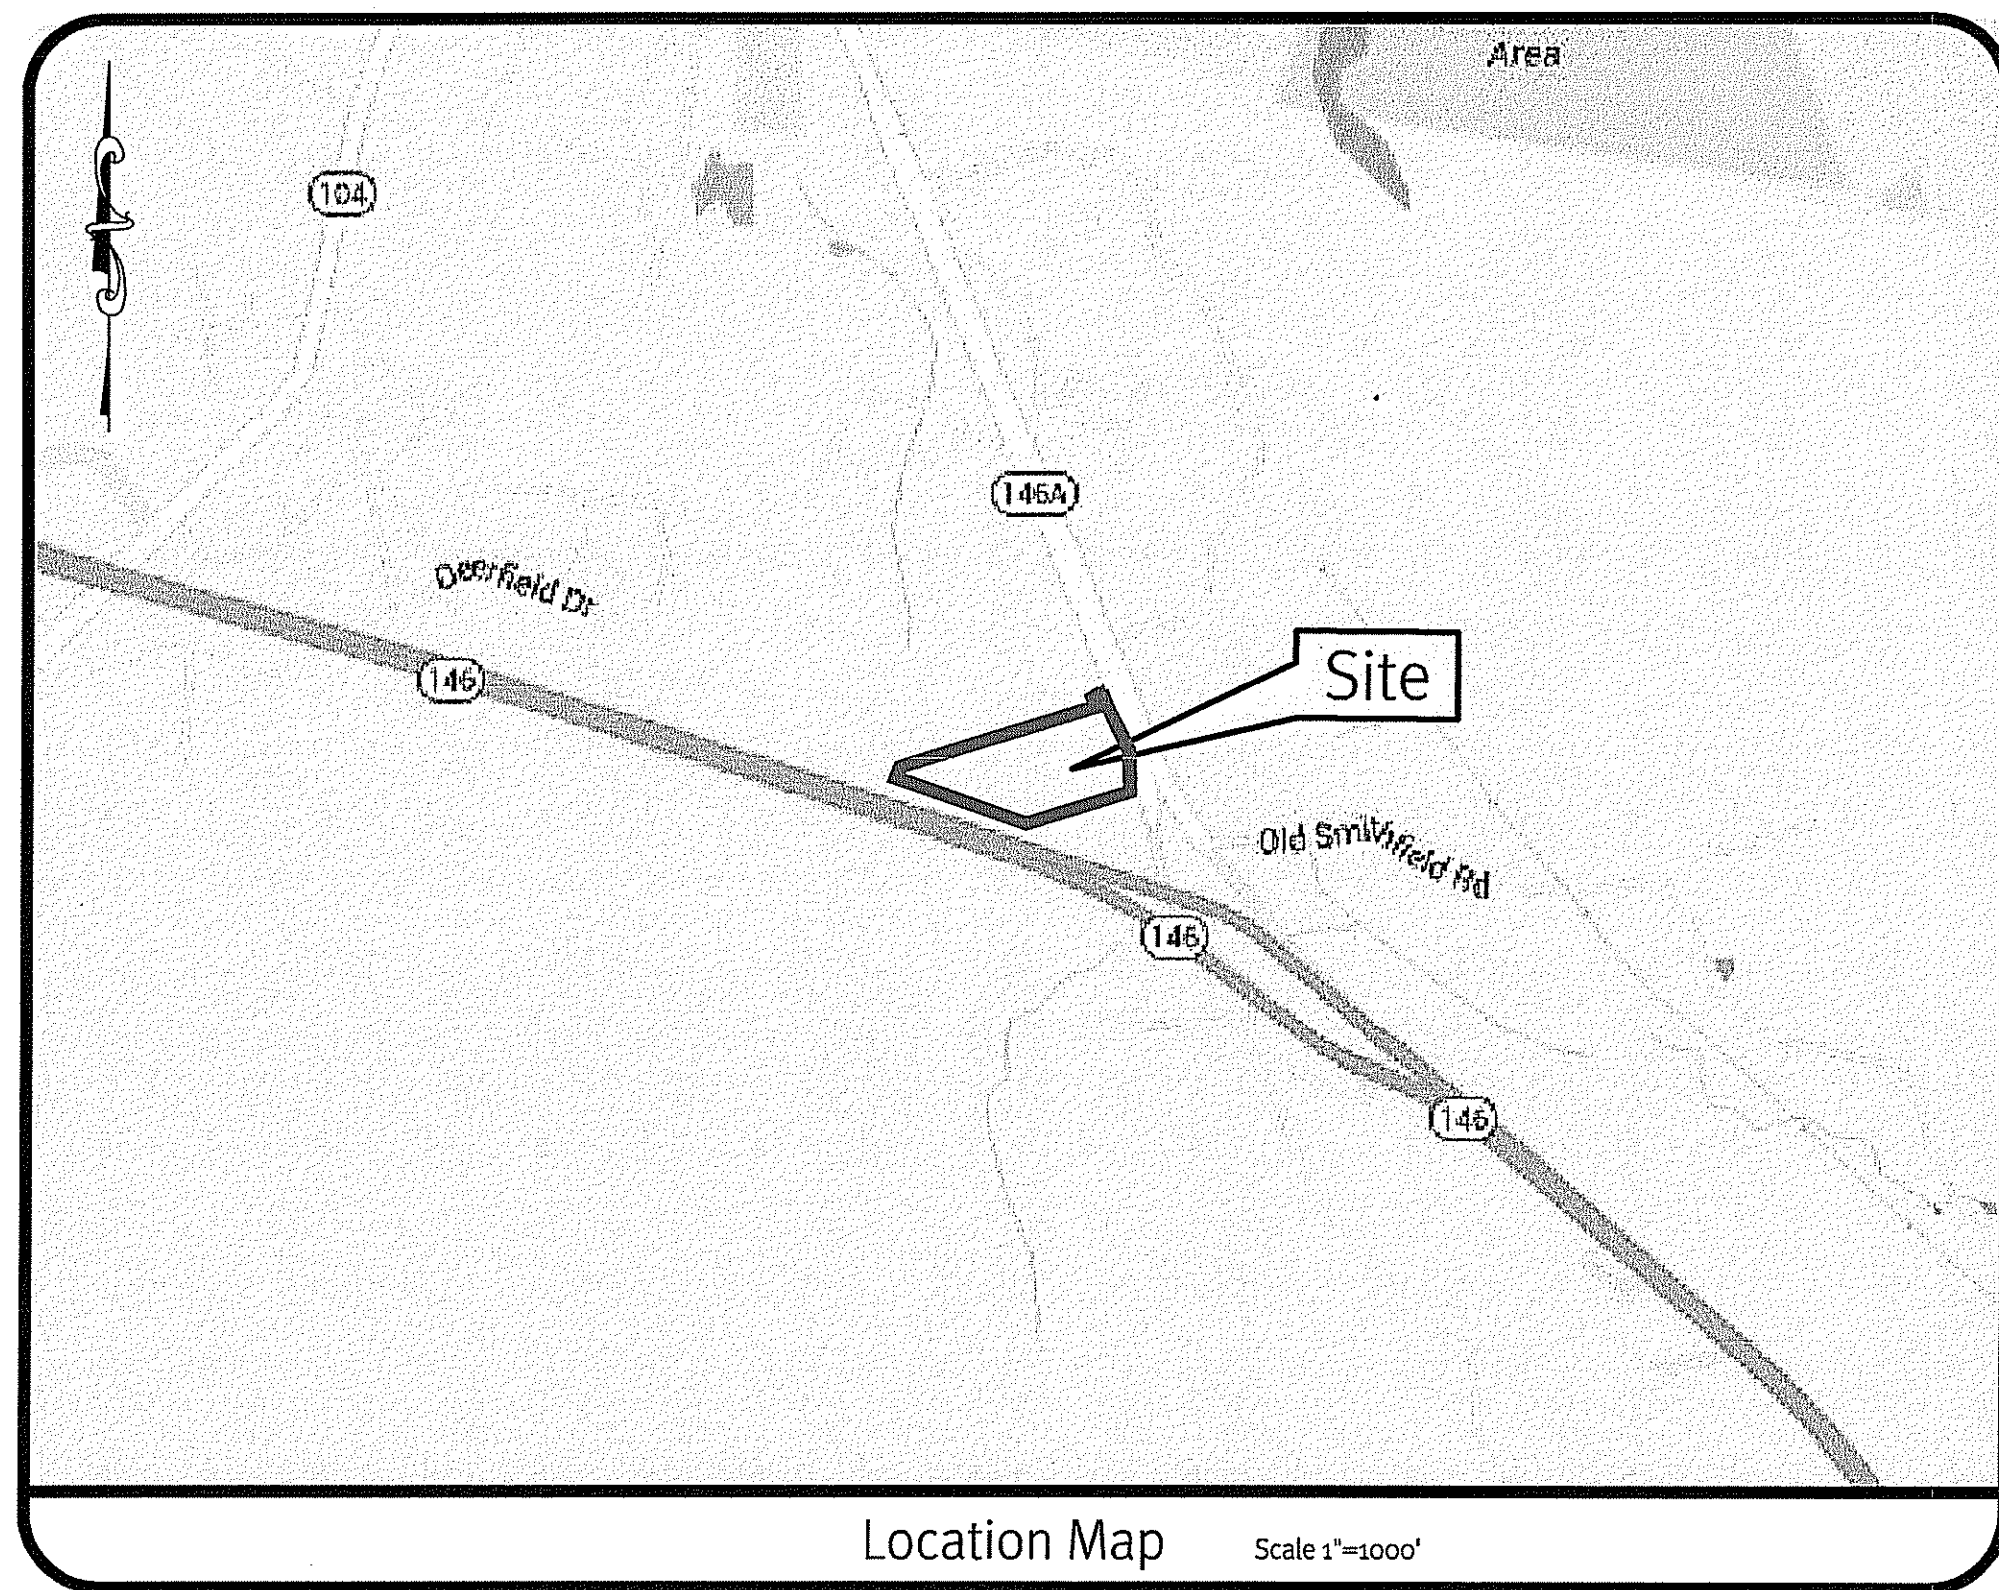 Area
104
146A
Deerfield Dr
146
Site
Old Smithfield Rd
146
146
Location Map Scale 1"=1000'